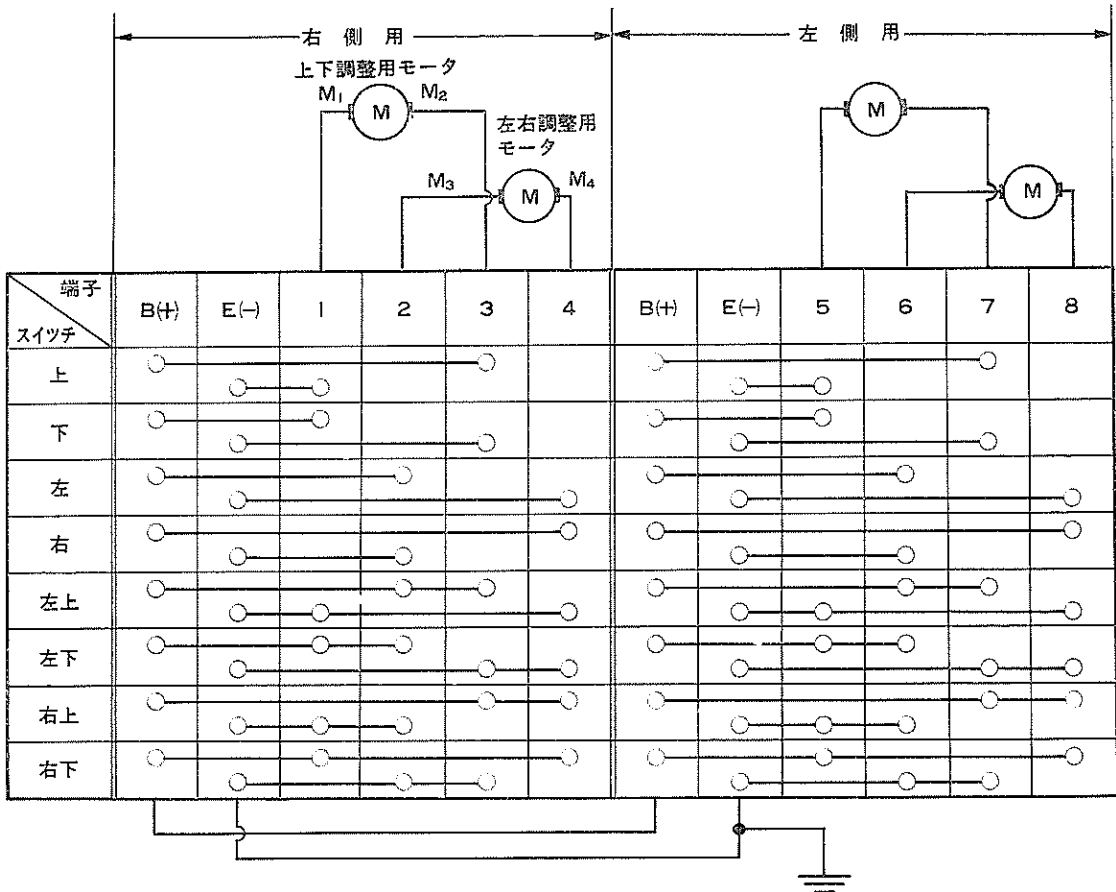 右側用
左側用
上下調整用モータ
M₁ M M₂
M
左右調整用
モータ
M₃ M M₄
M
端子
スイッチ
B(+) E(-) 1 2 3 4 B(+) E(-) 5 6 7 8
上
下
左
右
左上
左下
右上
右下